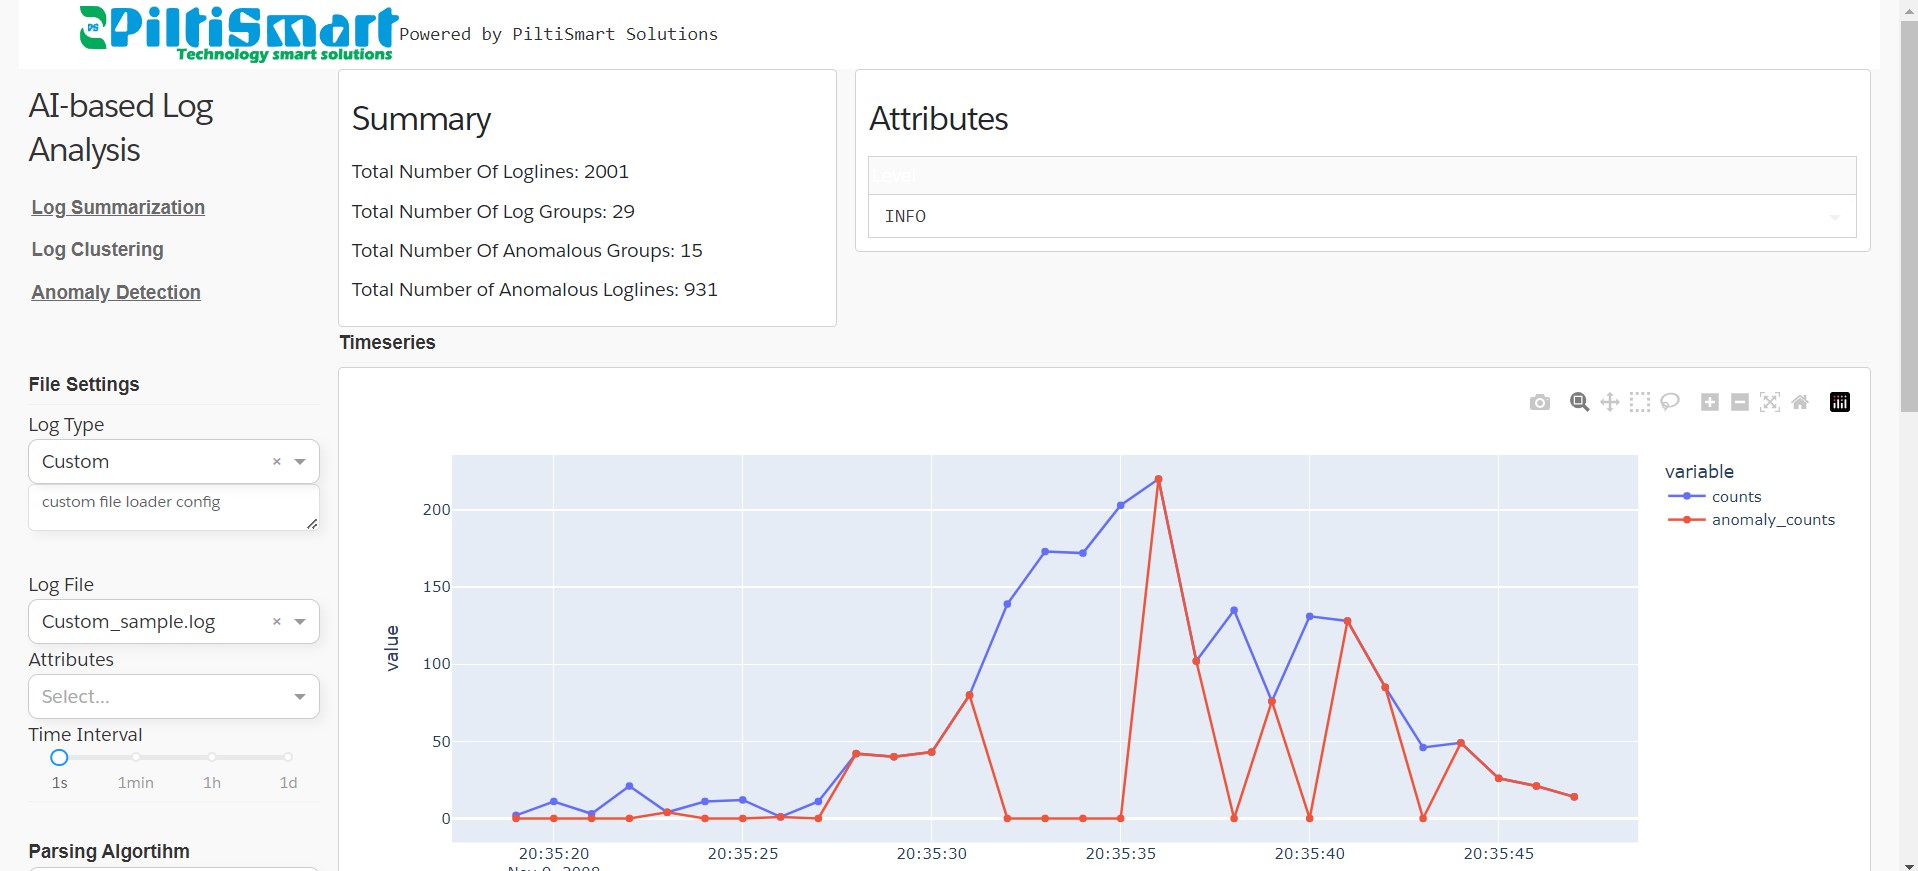 PiltiSmart
DS
Technology smart solutions
Powered by PiltiSmart Solutions
AI-based Log
Analysis
Log Summarization
Log Clustering
Anomaly Detection
File Settings
Log Type
Custom
custom file loader config
Log File
Custom_sample.log
Attributes
Select...
Time Interval
1s 1min 1h 1d
Parsing Algortihm
Summary
Total Number Of Loglines: 2001
Total Number Of Log Groups: 29
Total Number Of Anomalous Groups: 15
Total Number of Anomalous Loglines: 931
Attributes
Level
INFO
Timeseries
variable
counts
anomaly_counts
value
200
150
100
50
0
20:35:20 20:35:25 20:35:30 20:35:35 20:35:40 20:35:45